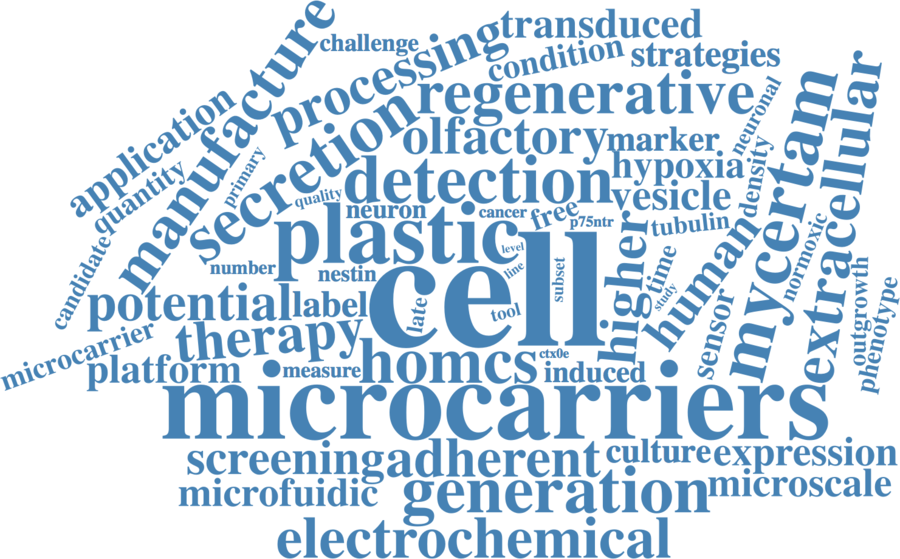 transduced
challenge
manufacture
processing
condition
strategies
regenerative
neuronal
application
secretion
olfactory
marker
mycertam
extracellular
quantity
primary
detection
hypoxia
density
quality
vesicle
neuron
cancer
free
p75ntr
tubulin
candidate
plastic
level
human
normoxic
number
nestin
cell
line
subset
higher
time
study
potential
label
late
tool
sensor
outgrowth
phenotype
microcarrier
therapy
homcs
ctx0e
platform
measure
induced
microcarriers
screening
adherent
culture
expression
microfuidic
generation
microscale
electrochemical